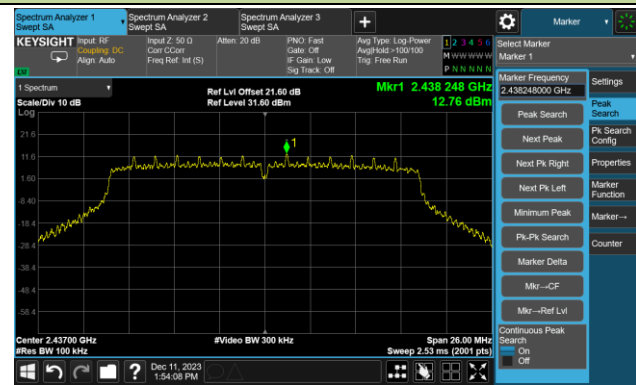 Spectrum Analyzer 1
Swept SA
Spectrum Analyzer 2
Swept SA
Spectrum Analyzer 3
Swept SA
+
Marker
KEYSIGHT
Input: RF
Coupling: DC
Align: Auto
Input Z: 50 Ω
Corr CCorr
Freq Ref: Int (S)
Atten: 20 dB
PNO: Fast
Gate: Off
IF Gain: Low
Sig Track: Off
Avg Type: Log-Power
Avg|Hold:>100/100
Trig: Free Run
1 2 3 4 5 6
M W W W W W
P N N N N N
LXI
Select Marker
Marker 1
1 Spectrum
Scale/Div 10 dB
Log
Ref Lvl Offset 21.60 dB
Ref Level 31.60 dBm
Mkr1 2.438 248 GHz
12.76 dBm
21.6
11.6
1.60
-8.40
-18.4
-28.4
-38.4
-48.4
-58.4
1
Center 2.43700 GHz
#Res BW 100 kHz
#Video BW 300 kHz
Span 26.00 MHz
Sweep 2.53 ms (2001 pts)
Marker Frequency
2.438248000 GHz
Peak Search
Next Peak
Next Pk Right
Next Pk Left
Minimum Peak
Pk-Pk Search
Marker Delta
Mkr→CF
Mkr→Ref Lvl
Continuous Peak
Search
On
Off
Settings
Peak
Search
Pk Search
Config
Properties
Marker
Function
Marker→
Counter
?
Dec 11, 2023
1:54:08 PM